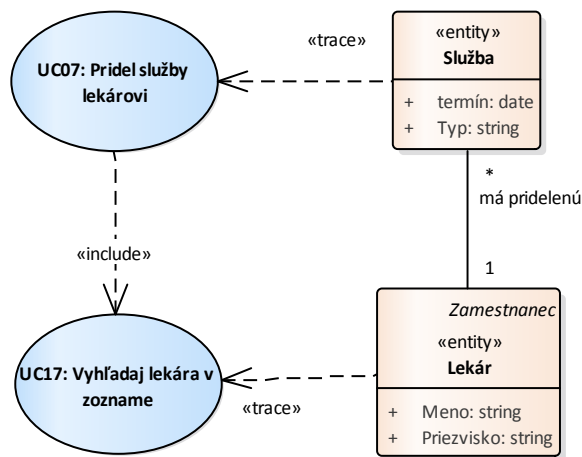 UC07: Pridel služby
lekárovi
«trace»
«entity»
Služba
+ termín: date
+ Typ: string
*
má pridelenú
1
«include»
UC17: Vyhľadaj lekára v
zozname
«trace»
Zamestnanec
«entity»
Lekár
+ Meno: string
+ Priezvisko: string